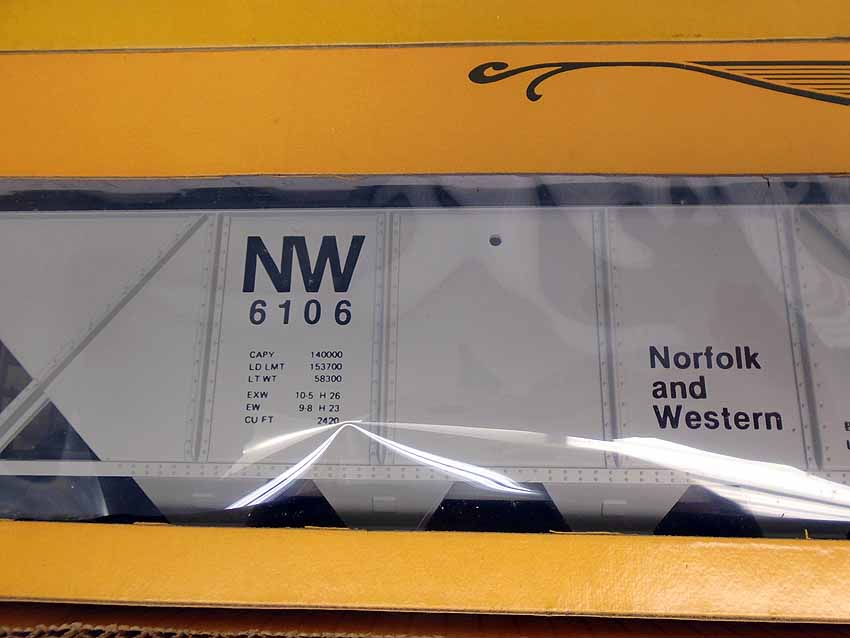 NW
6106
CAPY 140000
LD LMT 153700
LT WT 58300
EXW 10-5 H 26
EW 9-8 H 23
CU FT 2420
Norfolk
and
Western